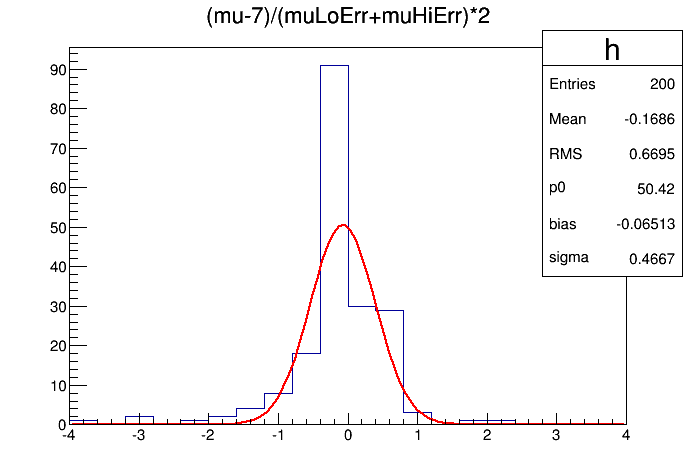 (mu-7)/(muLoErr+muHiErr)*2
h
Entries 200
Mean -0.1686
RMS 0.6695
p0 50.42
bias -0.06513
sigma 0.4667
90
80
70
60
50
40
30
20
10
0
-4 -3 -2 -1 0 1 2 3 4